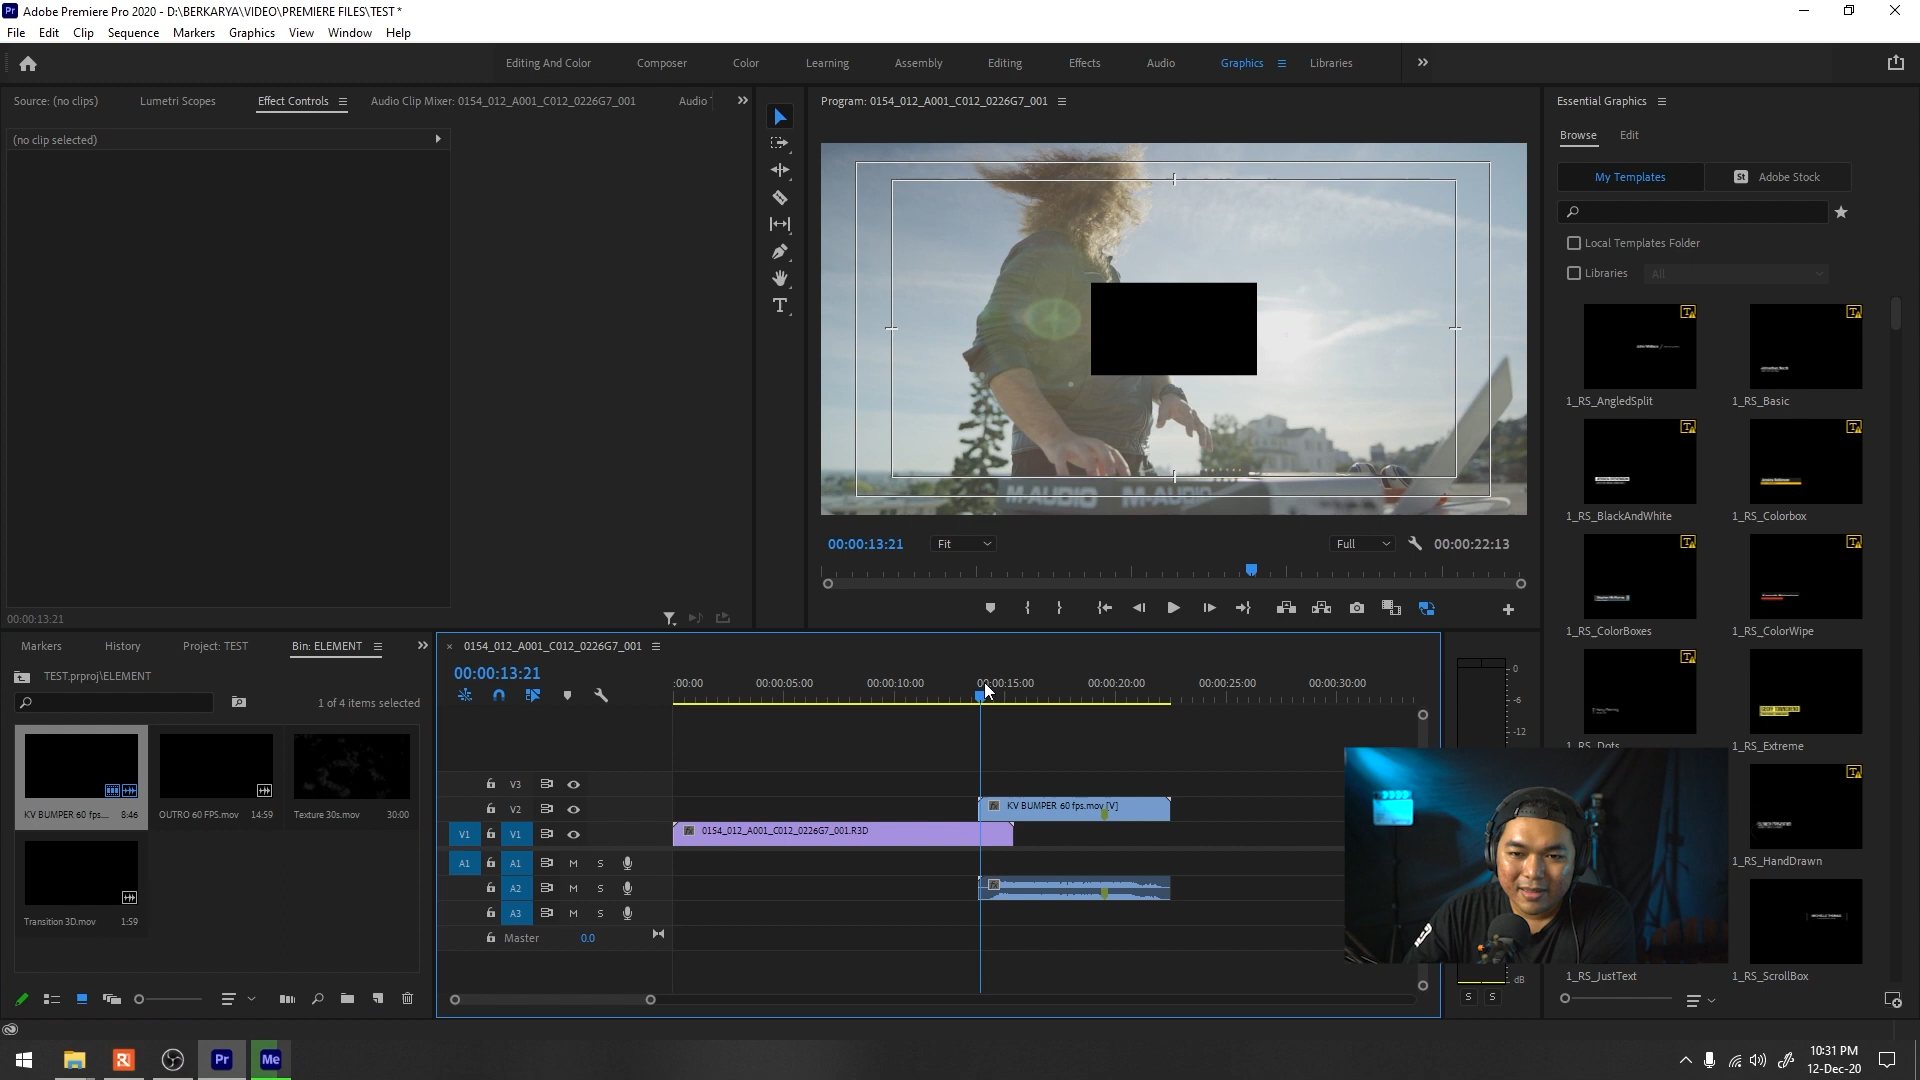 Adobe Premiere Pro 2020 - D:\BERKARYA\VIDEO\PREMIERE FILES\TEST *
File Edit Clip Sequence Markers Graphics View Window Help
Editing And Color Composer Color Learning Assembly Editing Effects Audio Graphics Libraries
Source: (no clips) Lumetri Scopes Effect Controls Audio Clip Mixer: 0154_012_A001_C012_0226G7_001 Audio
(no clip selected)
00:00:13:21
Program: 0154_012_A001_C012_0226G7_001
M-AUDIO M-AUDIO
00:00:13:21 Fit Full 00:00:22:13
Essential Graphics
Browse Edit
My Templates St Adobe Stock
Local Templates Folder
Libraries All
1_RS_AngledSplit 1_RS_Basic
1_RS_BlackAndWhite 1_RS_Colorbox
1_RS_ColorBoxes 1_RS_ColorWipe
1_RS_Dots 1_RS_Extreme
1_RS_HandDrawn
1_RS_JustText 1_RS_ScrollBox
Markers History Project: TEST Bin: ELEMENT
TEST.prproj\ELEMENT
1 of 4 items selected
KV BUMPER 60 fps... 8:46 OUTRO 60 FPS.mov 14:59 Texture 30s.mov 30:00
Transition 3D.mov 1:59
× 0154_012_A001_C012_0226G7_001
00:00:13:21
:00:00 00:00:05:00 00:00:10:00 00:00:15:00 00:00:20:00 00:00:25:00 00:00:30:00
V3
V2 KV BUMPER 60 fps.mov [V]
V1 V1 0154_012_A001_C012_0226G7_001.R3D
A1 A1 M S
A2 M S
A3 M S
Master 0.0
0
-6
-12
dB
S S
Pr Me
10:31 PM
12-Dec-20